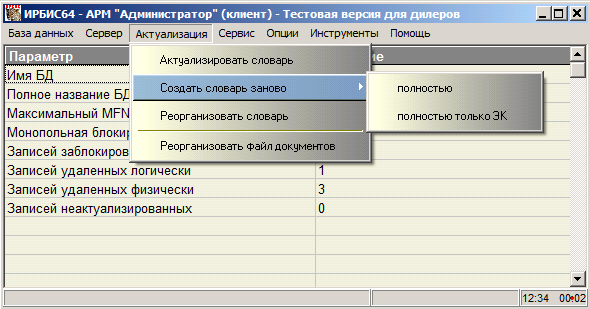 ИРБИС64 - АРМ "Администратор" (клиент) - Тестовая версия для дилеров
База данных Сервер Актуализация Сервис Опции Инструменты Помощь
Параметр
Актуализировать словарь
Имя БД
Создать словарь заново
полностью
Полное название БД
Максимальный MFN
Реорганизовать словарь
полностью только ЭК
Монопольная блокир
Реорганизовать файл документов
Записей заблокиров
Записей удаленных логически 1
Записей удаленных физически 3
Записей неактуализированных 0
12:34 00•02